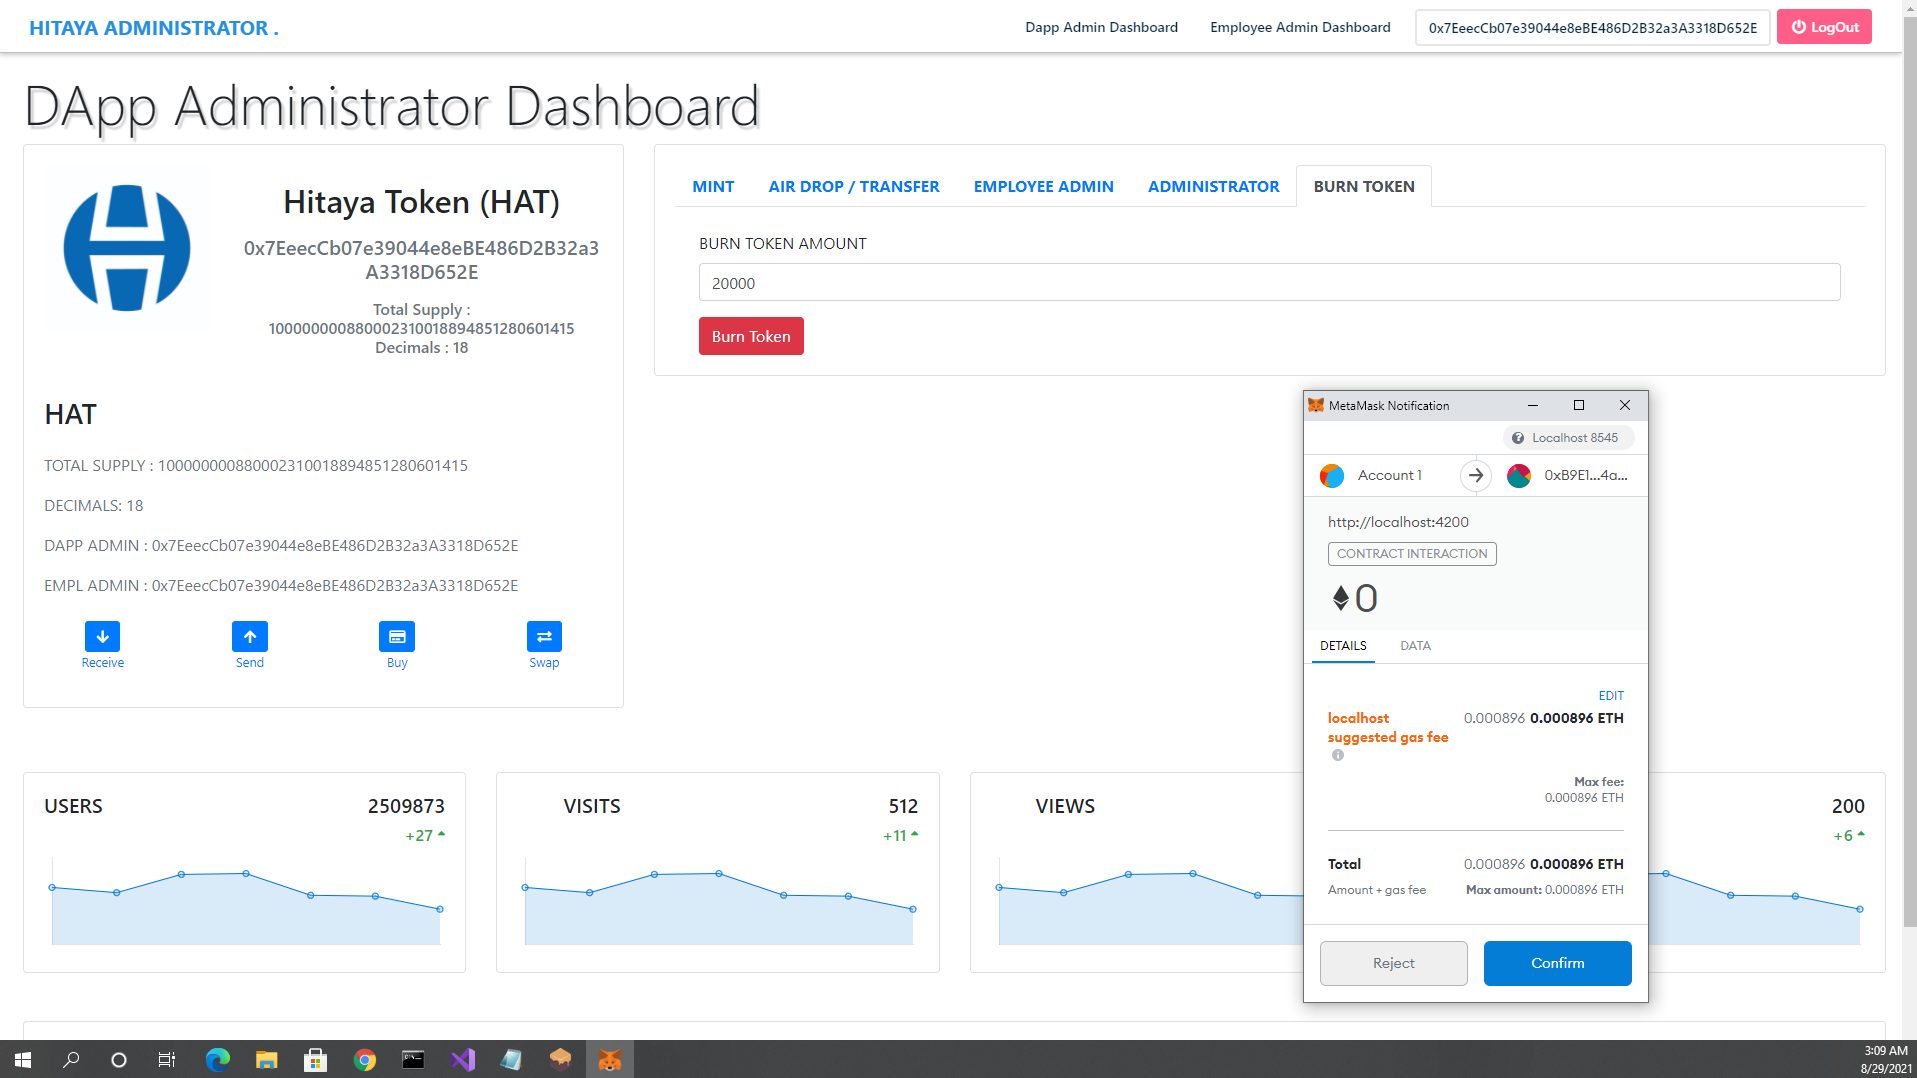 HITAYA ADMINISTRATOR .
Dapp Admin Dashboard
Employee Admin Dashboard
0x7EeecCb07e39044e8eBE486D2B32a3A3318D652E
LogOut
DApp Administrator Dashboard
Hitaya Token (HAT)
0x7EeecCb07e39044e8eBE486D2B32a3
A3318D652E
Total Supply :
10000000088000231001889485128060​1415
Decimals : 18
HAT
TOTAL SUPPLY : 100000000880002310018894851280601415
DECIMALS: 18
DAPP ADMIN : 0x7EeecCb07e39044e8eBE486D2B32a3A3318D652E
EMPL ADMIN : 0x7EeecCb07e39044e8eBE486D2B32a3A3318D652E
Receive
Send
Buy
Swap
MINT
AIR DROP / TRANSFER
EMPLOYEE ADMIN
ADMINISTRATOR
BURN TOKEN
BURN TOKEN AMOUNT
20000
Burn Token
MetaMask Notification
Localhost 8545
Account 1
0xB9E1...4a...
http://localhost:4200
CONTRACT INTERACTION
0
DETAILS
DATA
EDIT
localhost
suggested gas fee
0.000896 0.000896 ETH
Max fee:
0.000896 ETH
Total
0.000896 0.000896 ETH
Amount + gas fee
Max amount: 0.000896 ETH
Reject
Confirm
USERS
2509873
+27
VISITS
512
+11
VIEWS
200
+6
3:09 AM
8/29/2021